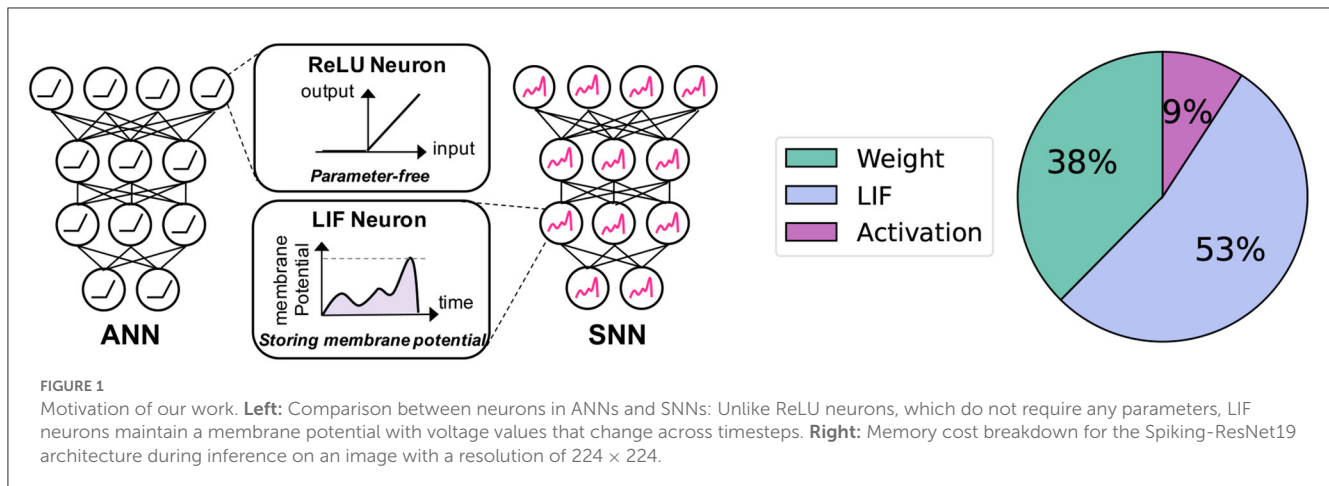 ReLU Neuron
output
input
Parameter-free
LIF Neuron
membrane
Potential
time
Storing membrane potential
ANN
SNN
Weight
LIF
Activation
9%
38%
53%
FIGURE 1
Motivation of our work. Left: Comparison between neurons in ANNs and SNNs: Unlike ReLU neurons, which do not require any parameters, LIF
neurons maintain a membrane potential with voltage values that change across timesteps. Right: Memory cost breakdown for the Spiking-ResNet19
architecture during inference on an image with a resolution of 224 × 224.